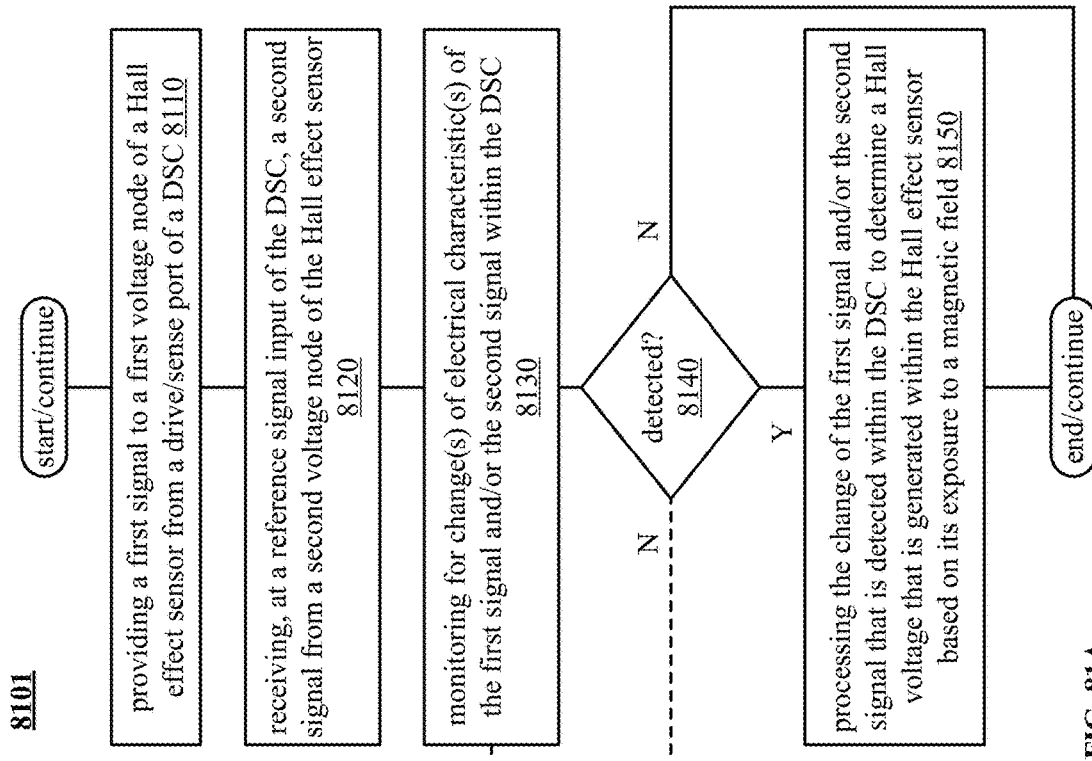 8101
start/continue
providing a first signal to a first voltage node of a Hall
effect sensor from a drive/sense port of a DSC 8110
receiving, at a reference signal input of the DSC, a second
signal from a second voltage node of the Hall effect sensor
8120
monitoring for change(s) of electrical characteristic(s) of
the first signal and/or the second signal within the DSC
8130
detected?
8140
N
N
Y
processing the change of the first signal and/or the second
signal that is detected within the DSC to determine a Hall
voltage that is generated within the Hall effect sensor
based on its exposure to a magnetic field 8150
end/continue
FIG. 81A